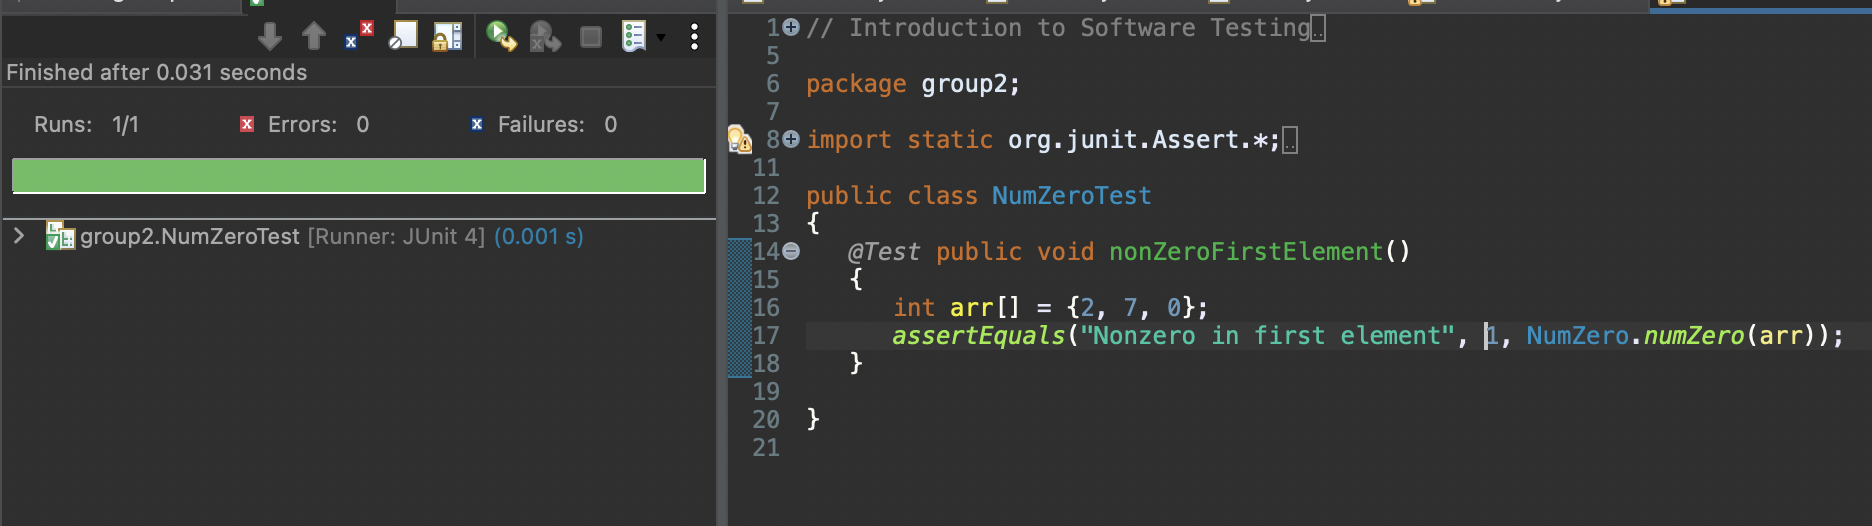 Finished after 0.031 seconds
Runs: 1/1 Errors: 0 Failures: 0
group2.NumZeroTest [Runner: JUnit 4] (0.001 s)
1 // Introduction to Software Testing
5
6 package group2;
7
8 import static org.junit.Assert.*;
11
12 public class NumZeroTest
13 {
14 @Test public void nonZeroFirstElement()
15 {
16 int arr[] = {2, 7, 0};
17 assertEquals("Nonzero in first element", 1, NumZero.numZero(arr));
18 }
19
20 }
21